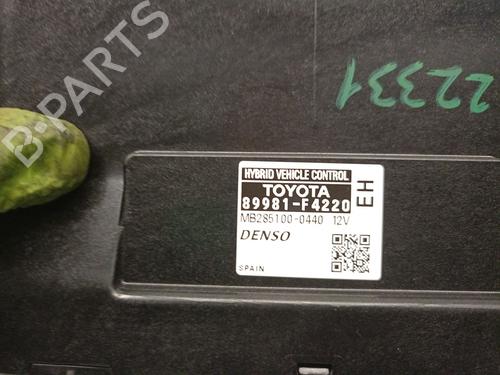 B-PARTS
22331
HYBRID VEHICLE CONTROL
TOYOTA
89981-F4220
MB285100-0440 12V
EH
DENSO
SPAIN